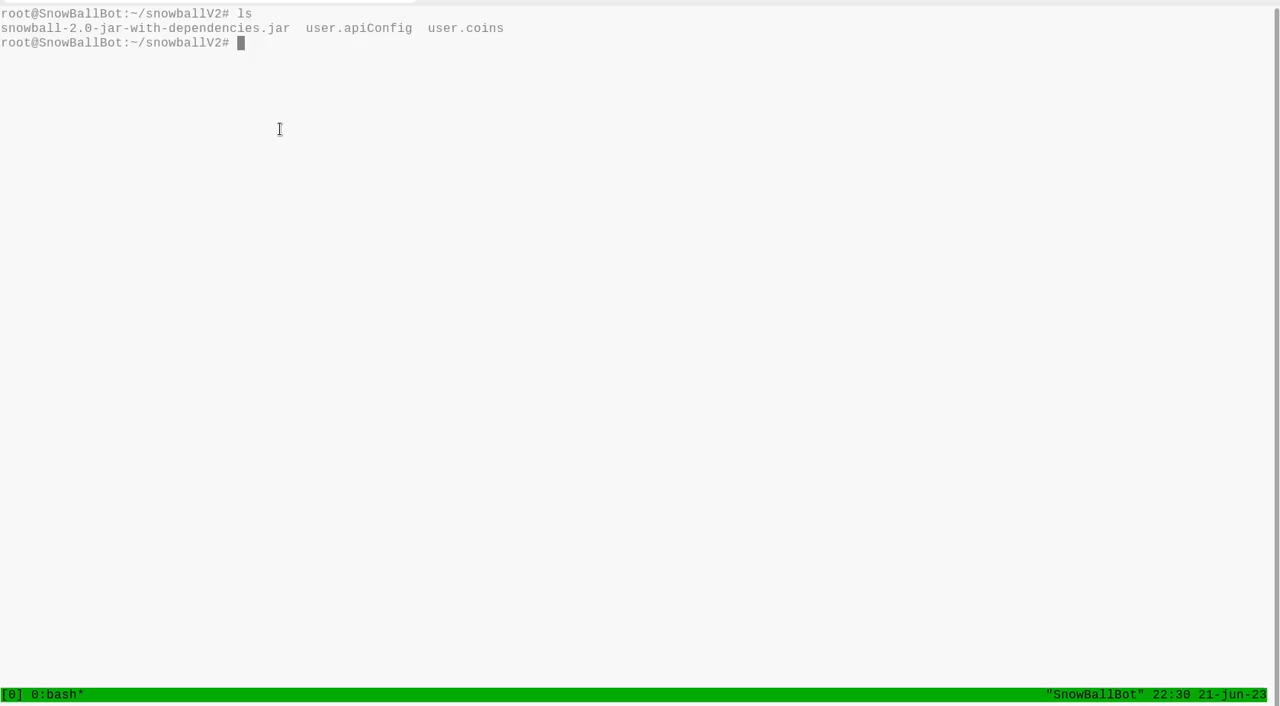 root@SnowBallBot:~/snowballV2# ls
snowball-2.0-jar-with-dependencies.jar  user.apiConfig  user.coins
root@SnowBallBot:~/snowballV2#
[0] 0:bash* "SnowBallBot" 22:30 21-jun-23